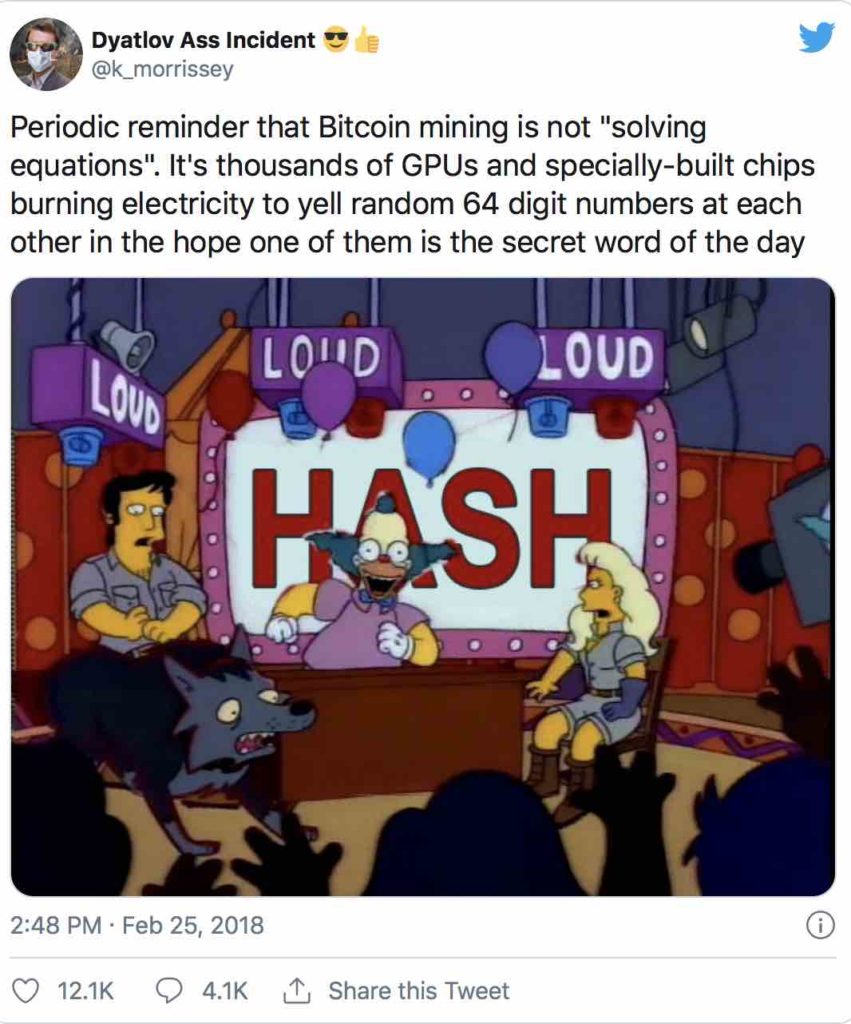 Dyatlov Ass Incident 😎👍
@k_morrissey
Periodic reminder that Bitcoin mining is not "solving
equations". It's thousands of GPUs and specially-built chips
burning electricity to yell random 64 digit numbers at each
other in the hope one of them is the secret word of the day
LOUD
LOUD
LOUD
HASH
2:48 PM · Feb 25, 2018
12.1K
4.1K
Share this Tweet